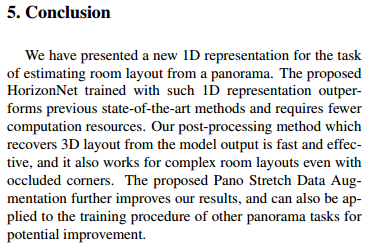 5. Conclusion
We have presented a new 1D representation for the task
of estimating room layout from a panorama. The proposed
HorizonNet trained with such 1D representation outper-
forms previous state-of-the-art methods and requires fewer
computation resources. Our post-processing method which
recovers 3D layout from the model output is fast and effec-
tive, and it also works for complex room layouts even with
occluded corners. The proposed Pano Stretch Data Aug-
mentation further improves our results, and can also be ap-
plied to the training procedure of other panorama tasks for
potential improvement.